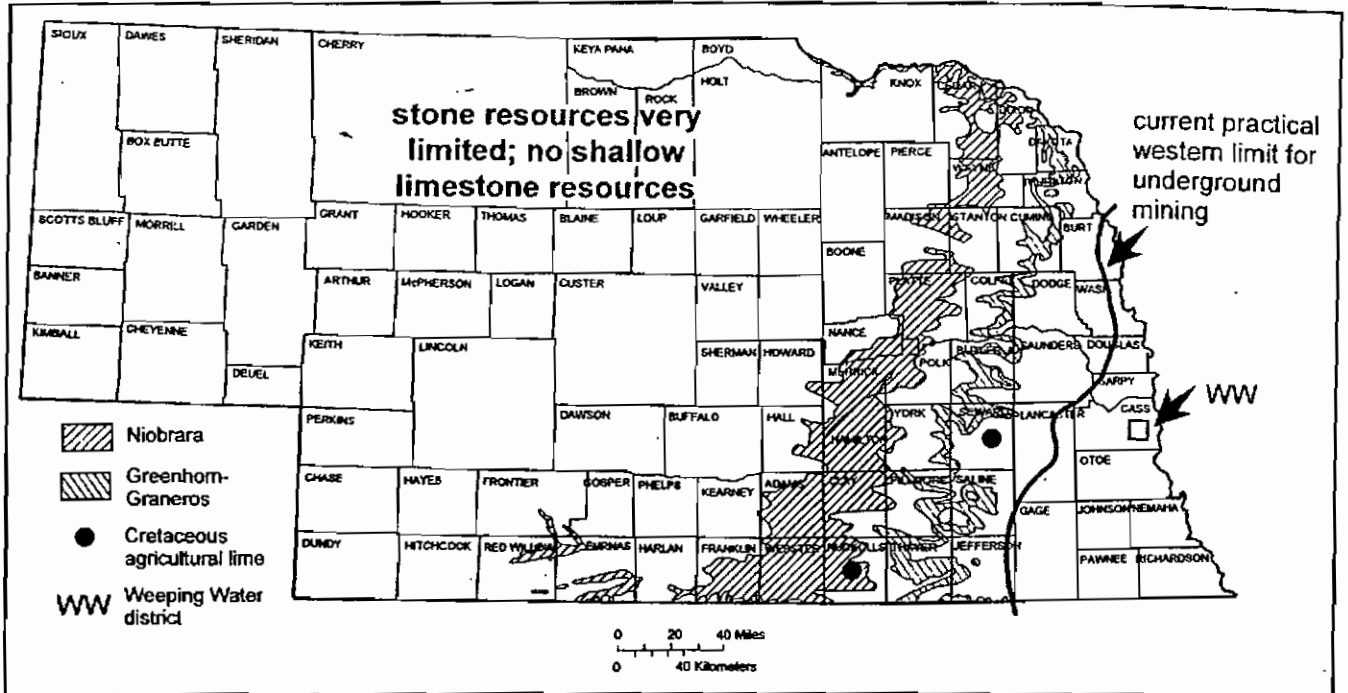 SIOUX
DAWES
SHERIDAN
CHERRY
KEYA PAHA
BOYD
BROWN
ROCK
HOLT
KNOX
CEDAR
stone resources very
limited; no shallow
limestone resources
current practical
western limit for
underground
mining
BOX BUTTE
ANTELOPE
PIERCE
WAYNE
DAKOTA
SCOTTS BLUFF
MORRILL
GARDEN
GRANT
HOOKER
THOMAS
BLAINE
LOUP
GARFIELD
WHEELER
MADISON
STANTON
CUMING
BURT
BOONE
BANNER
ARTHUR
McPHERSON
LOGAN
CUSTER
VALLEY
PLATTE
COLFAX
DODGE
WASH
KIMBALL
CHEYENNE
KEITH
LINCOLN
NANCE
SHERMAN
HOWARD
MERRICK
POLK
SAUNDERS
DOUGLAS
DEUEL
SARPY
WW
PERKINS
DAWSON
BUFFALO
HALL
HAMILTON
YORK
LANCASTER
CASS
OTOE
Niobrara
Greenhorn-
Graneros
Cretaceous
agricultural lime
WW Weeping Water
district
CHASE
HAYES
FRONTIER
GOSPER
PHELPS
KEARNEY
ADAMS
CLAY
FILLMORE
SALINE
GAGE
JOHNSON
NEMAHA
DUNDY
HITCHCOCK
RED WILLOW
FURNAS
HARLAN
FRANKLIN
WEBSTER
NUCKOLLS
THAYER
JEFFERSON
PAWNEE
RICHARDSON
0 20 40 Miles
0 40 Kilometers